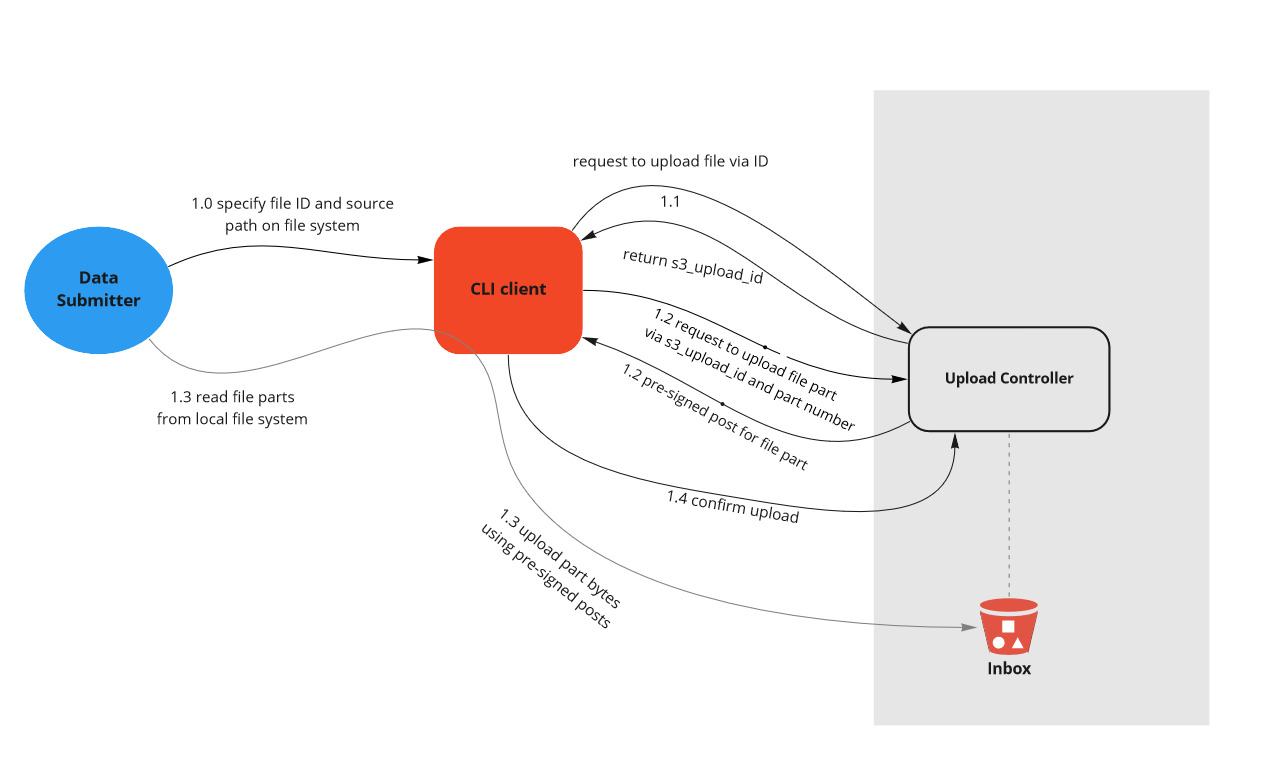 request to upload file via ID
1.1
1.0 specify file ID and source
path on file system
return s3_upload_id
Data
Submitter
CLI client
1.2 request to upload file part
via s3_upload_id and part number
1.2 pre-signed post for file part
Upload Controller
1.3 read file parts
from local file system
1.4 confirm upload
1.3 upload part bytes
using pre-signed posts
Inbox